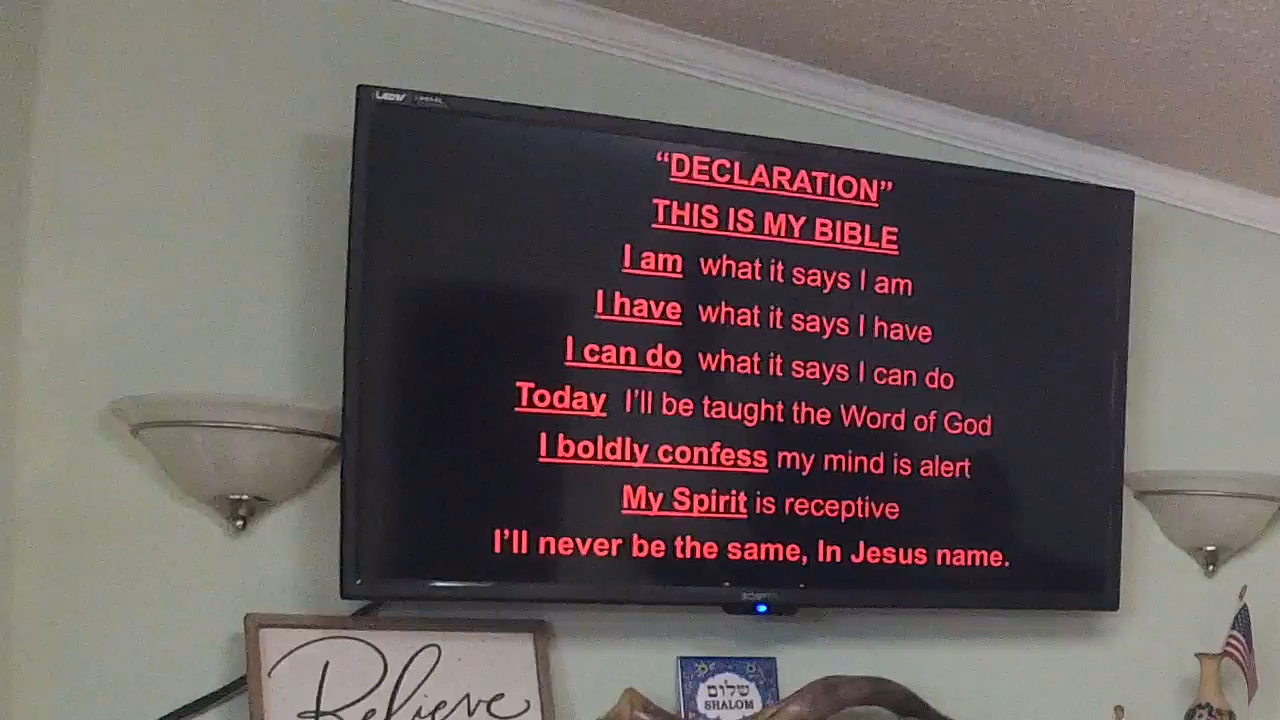 “DECLARATION”
THIS IS MY BIBLE
I am what it says I am
I have what it says I have
I can do what it says I can do
Today I’ll be taught the Word of God
I boldly confess my mind is alert
My Spirit is receptive
I’ll never be the same, In Jesus name.
Believe
שלום
SHALOM